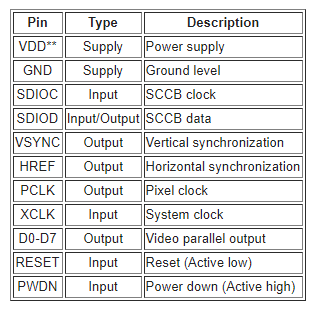 Pin Type Description
VDD** Supply Power supply
GND Supply Ground level
SDIOC Input SCCB clock
SDIOD Input/Output SCCB data
VSYNC Output Vertical synchronization
HREF Output Horizontal synchronization
PCLK Output Pixel clock
XCLK Input System clock
D0-D7 Output Video parallel output
RESET Input Reset (Active low)
PWDN Input Power down (Active high)